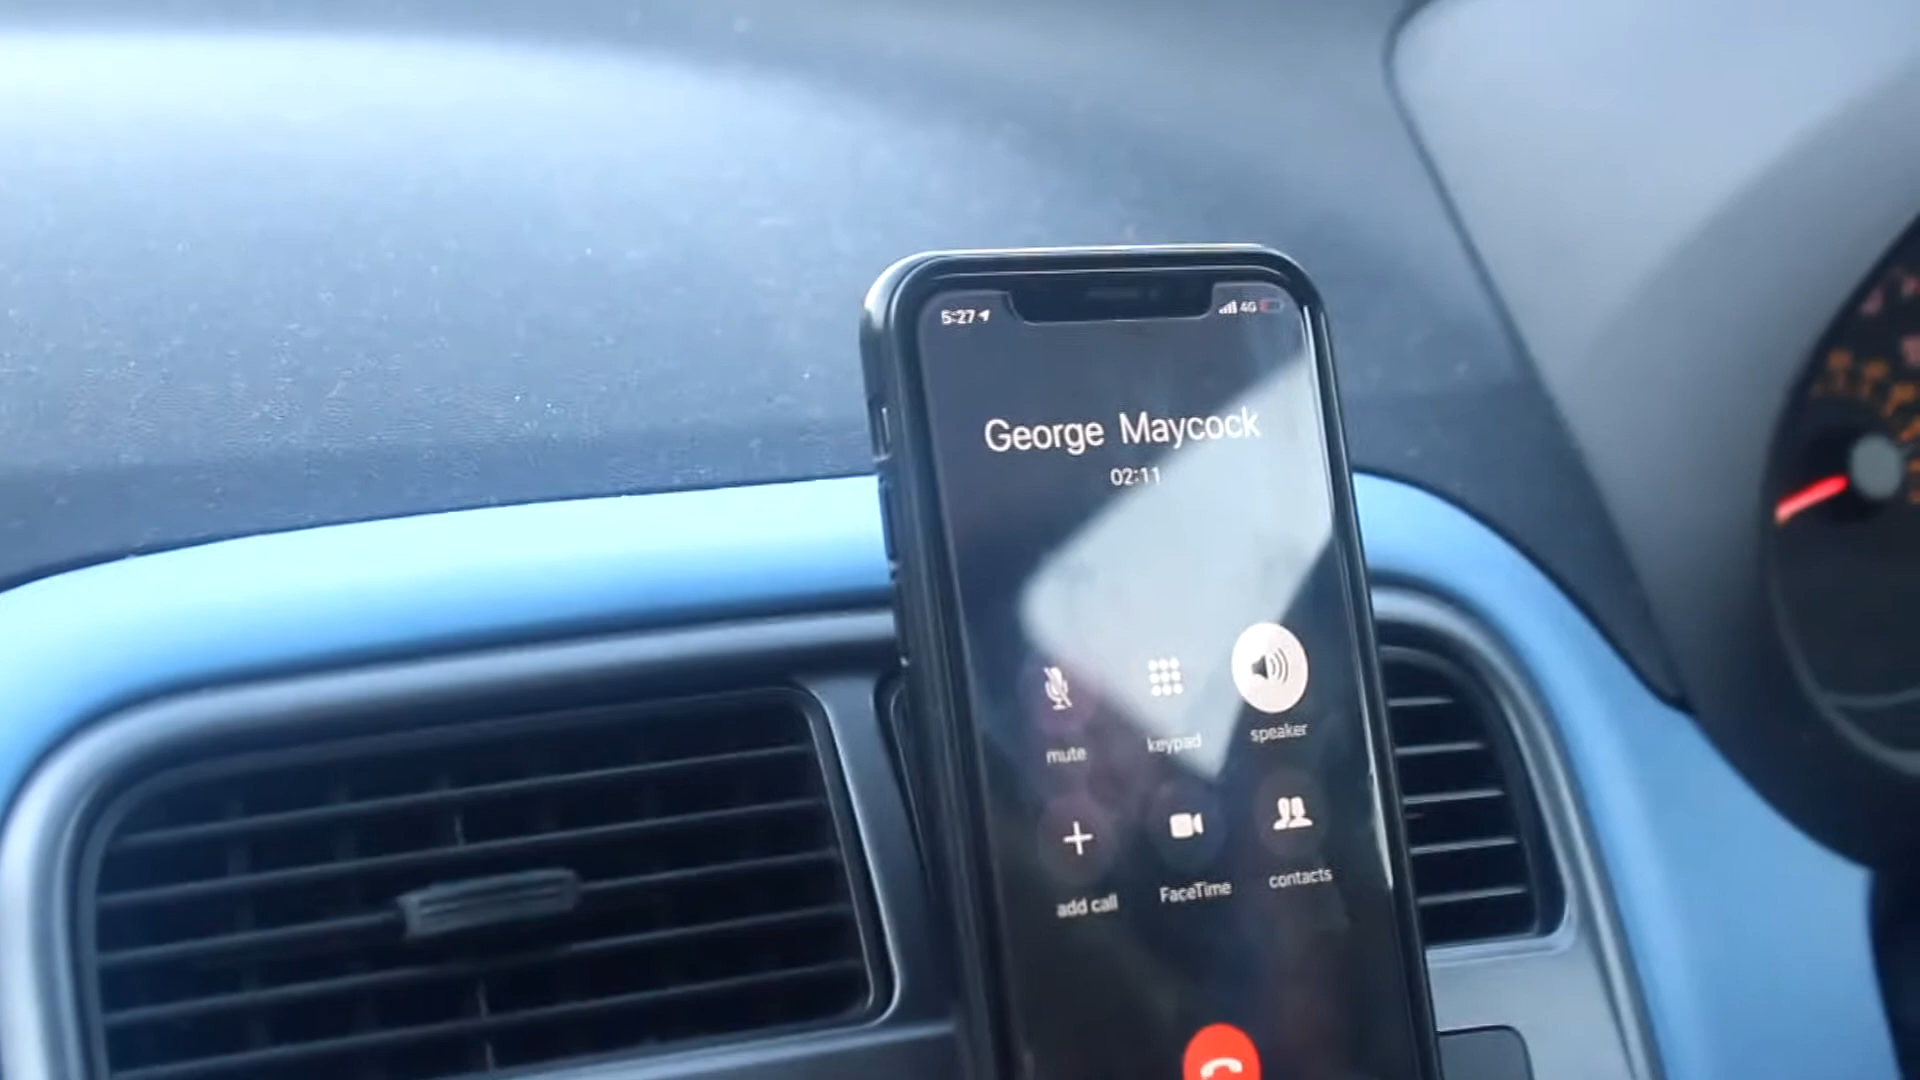 5:27 4G
George Maycock
02:11
mute keypad speaker
add call FaceTime contacts